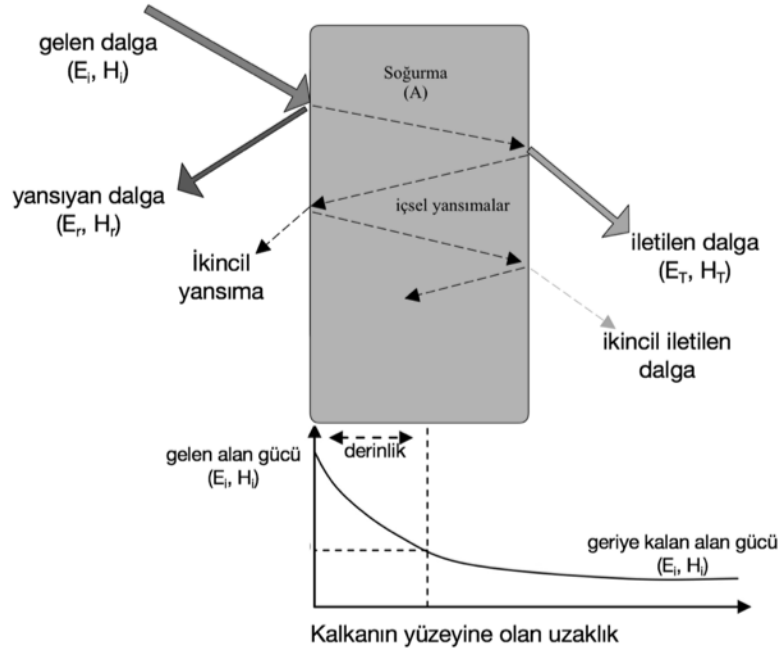 gelen dalga
(Eᵢ, Hᵢ)
Soğurma
(A)
yansıyan dalga
(Eᵣ, Hᵣ)
içsel yansımalar
İkincil
yansıma
iletilen dalga
(E_T, H_T)
ikincil iletilen
dalga
derinlik
gelen alan gücü
(Eᵢ, Hᵢ)
geriye kalan alan gücü
(Eᵢ, Hᵢ)
Kalkanın yüzeyine olan uzaklık